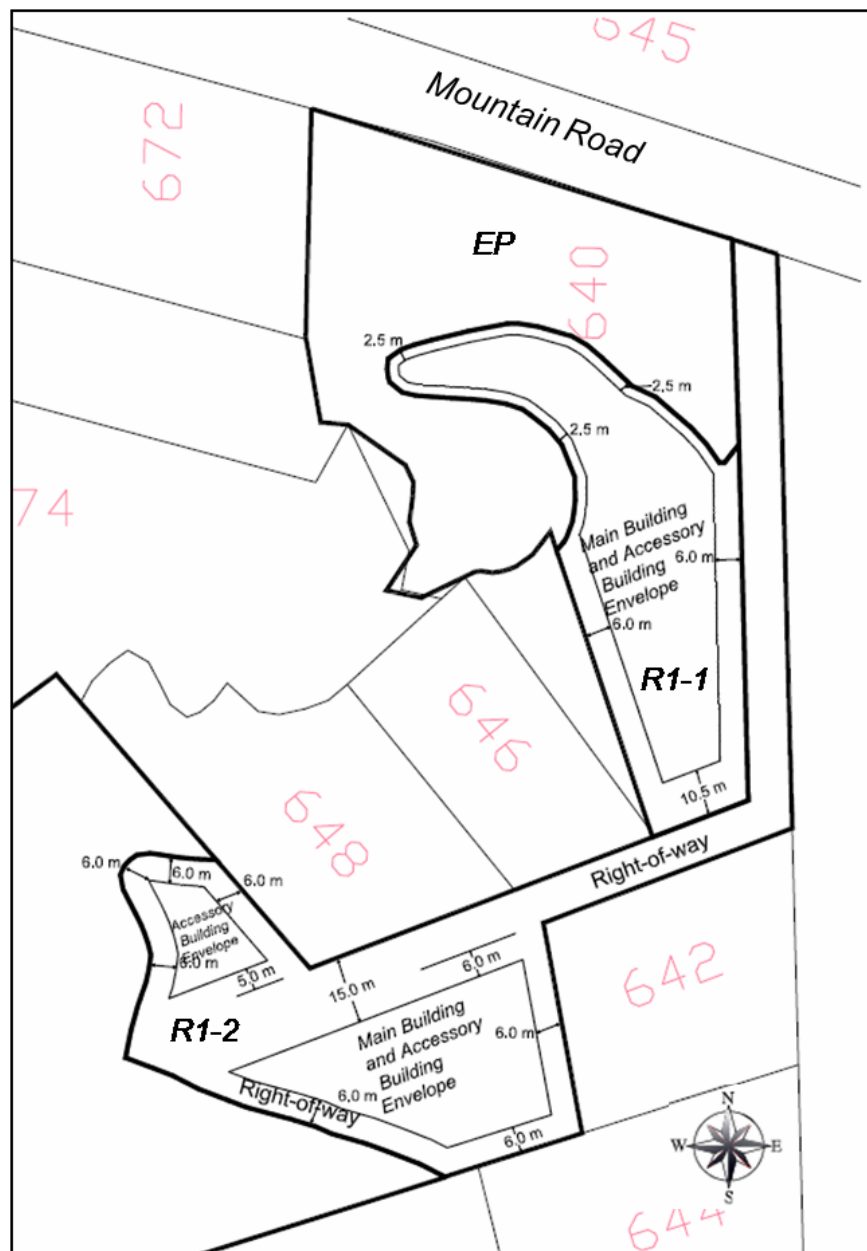 645
Mountain Road
672
EP
640
2.5 m
2.5 m
2.5 m
74
Main Building
and Accessory
Building
Envelope
6.0 m
6.0 m
R1-1
646
10.5 m
648
Right-of-way
6.0 m
6.0 m
6.0 m
Accessory
Building
Envelope
6.0 m
5.0 m
6.0 m
15.0 m
642
R1-2
Main Building
and Accessory
Building
Envelope
6.0 m
6.0 m
Right-of-way
6.0 m
N
W
E
S
644